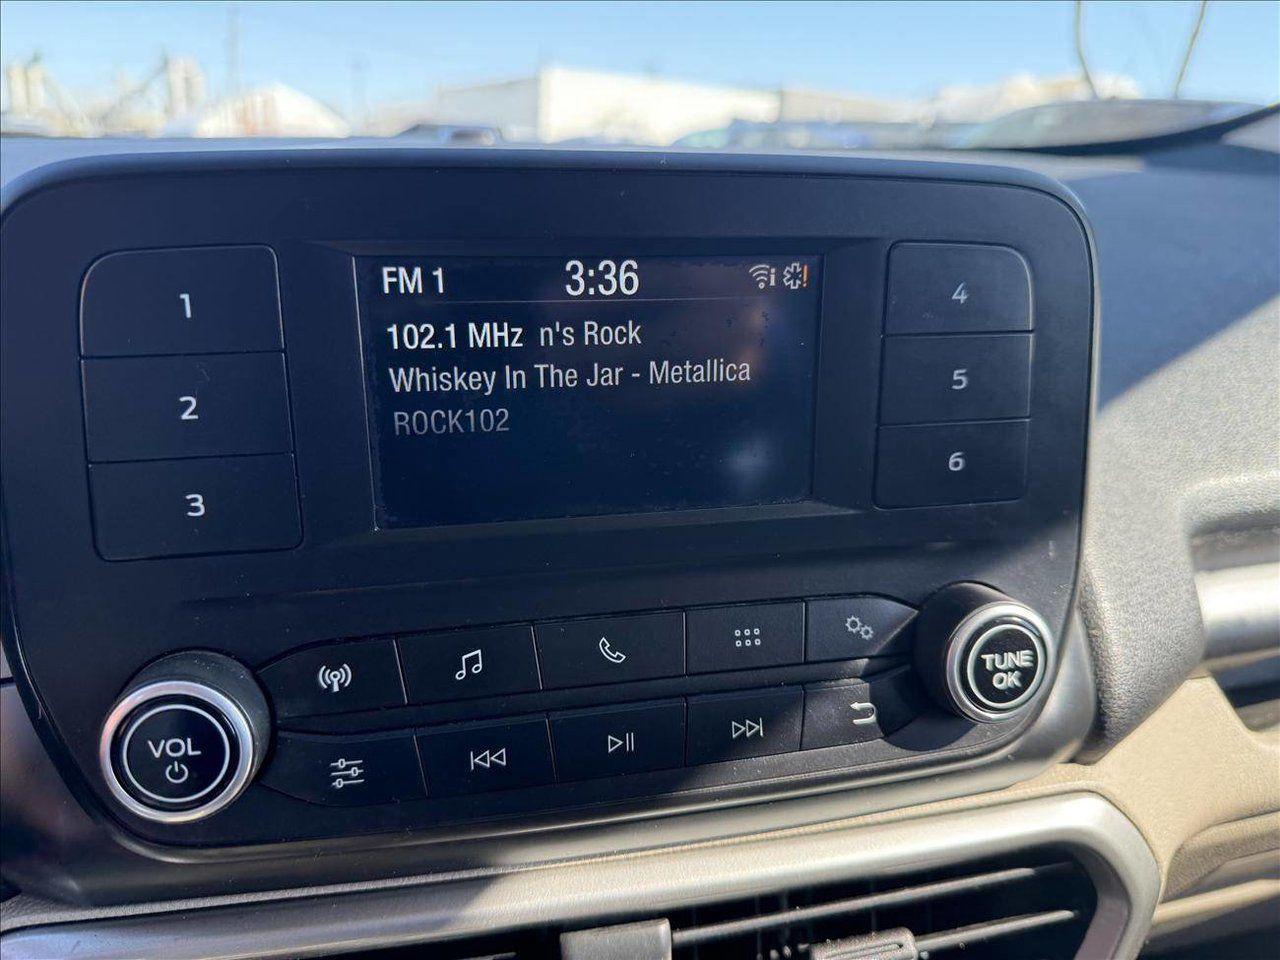 FM 1 3:36 i !
102.1 MHz n's Rock
Whiskey In The Jar - Metallica
ROCK102
1
2
3
4
5
6
VOL
TUNE
OK